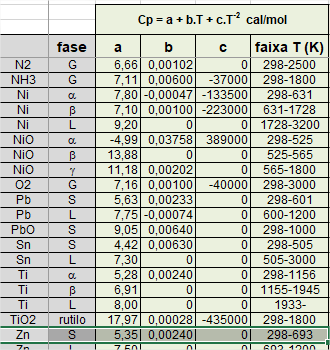 Cp = a + b.T + c.T⁻² cal/mol
fase a b c faixa T (K)
N2 G 6,66 0,00102 0 298-2500
NH3 G 7,11 0,00600 -37000 298-1800
Ni α 7,80 -0,00047 -133500 298-631
Ni β 7,10 0,00100 -223000 631-1728
Ni L 9,20 0 1728-3200
NiO α -4,99 0,03758 389000 298-525
NiO β 13,88 0 0 525-565
NiO γ 11,18 0,00202 0 565-1800
O2 G 7,16 0,00100 -40000 298-3000
Pb S 5,63 0,00233 0 298-601
Pb L 7,75 -0,00074 0 600-1200
PbO S 9,05 0,00640 0 298-1000
Sn S 4,42 0,00630 0 298-505
Sn L 7,30 0 505-3000
Ti α 5,28 0,00240 0 298-1156
Ti β 6,91 0 1155-1945
Ti L 8,00 0 1933-
TiO2 rutilo 17,97 0,00028 -435000 298-1800
Zn S 5,35 0,00240 0 298-693
Zn L 7,50 0 693-1200